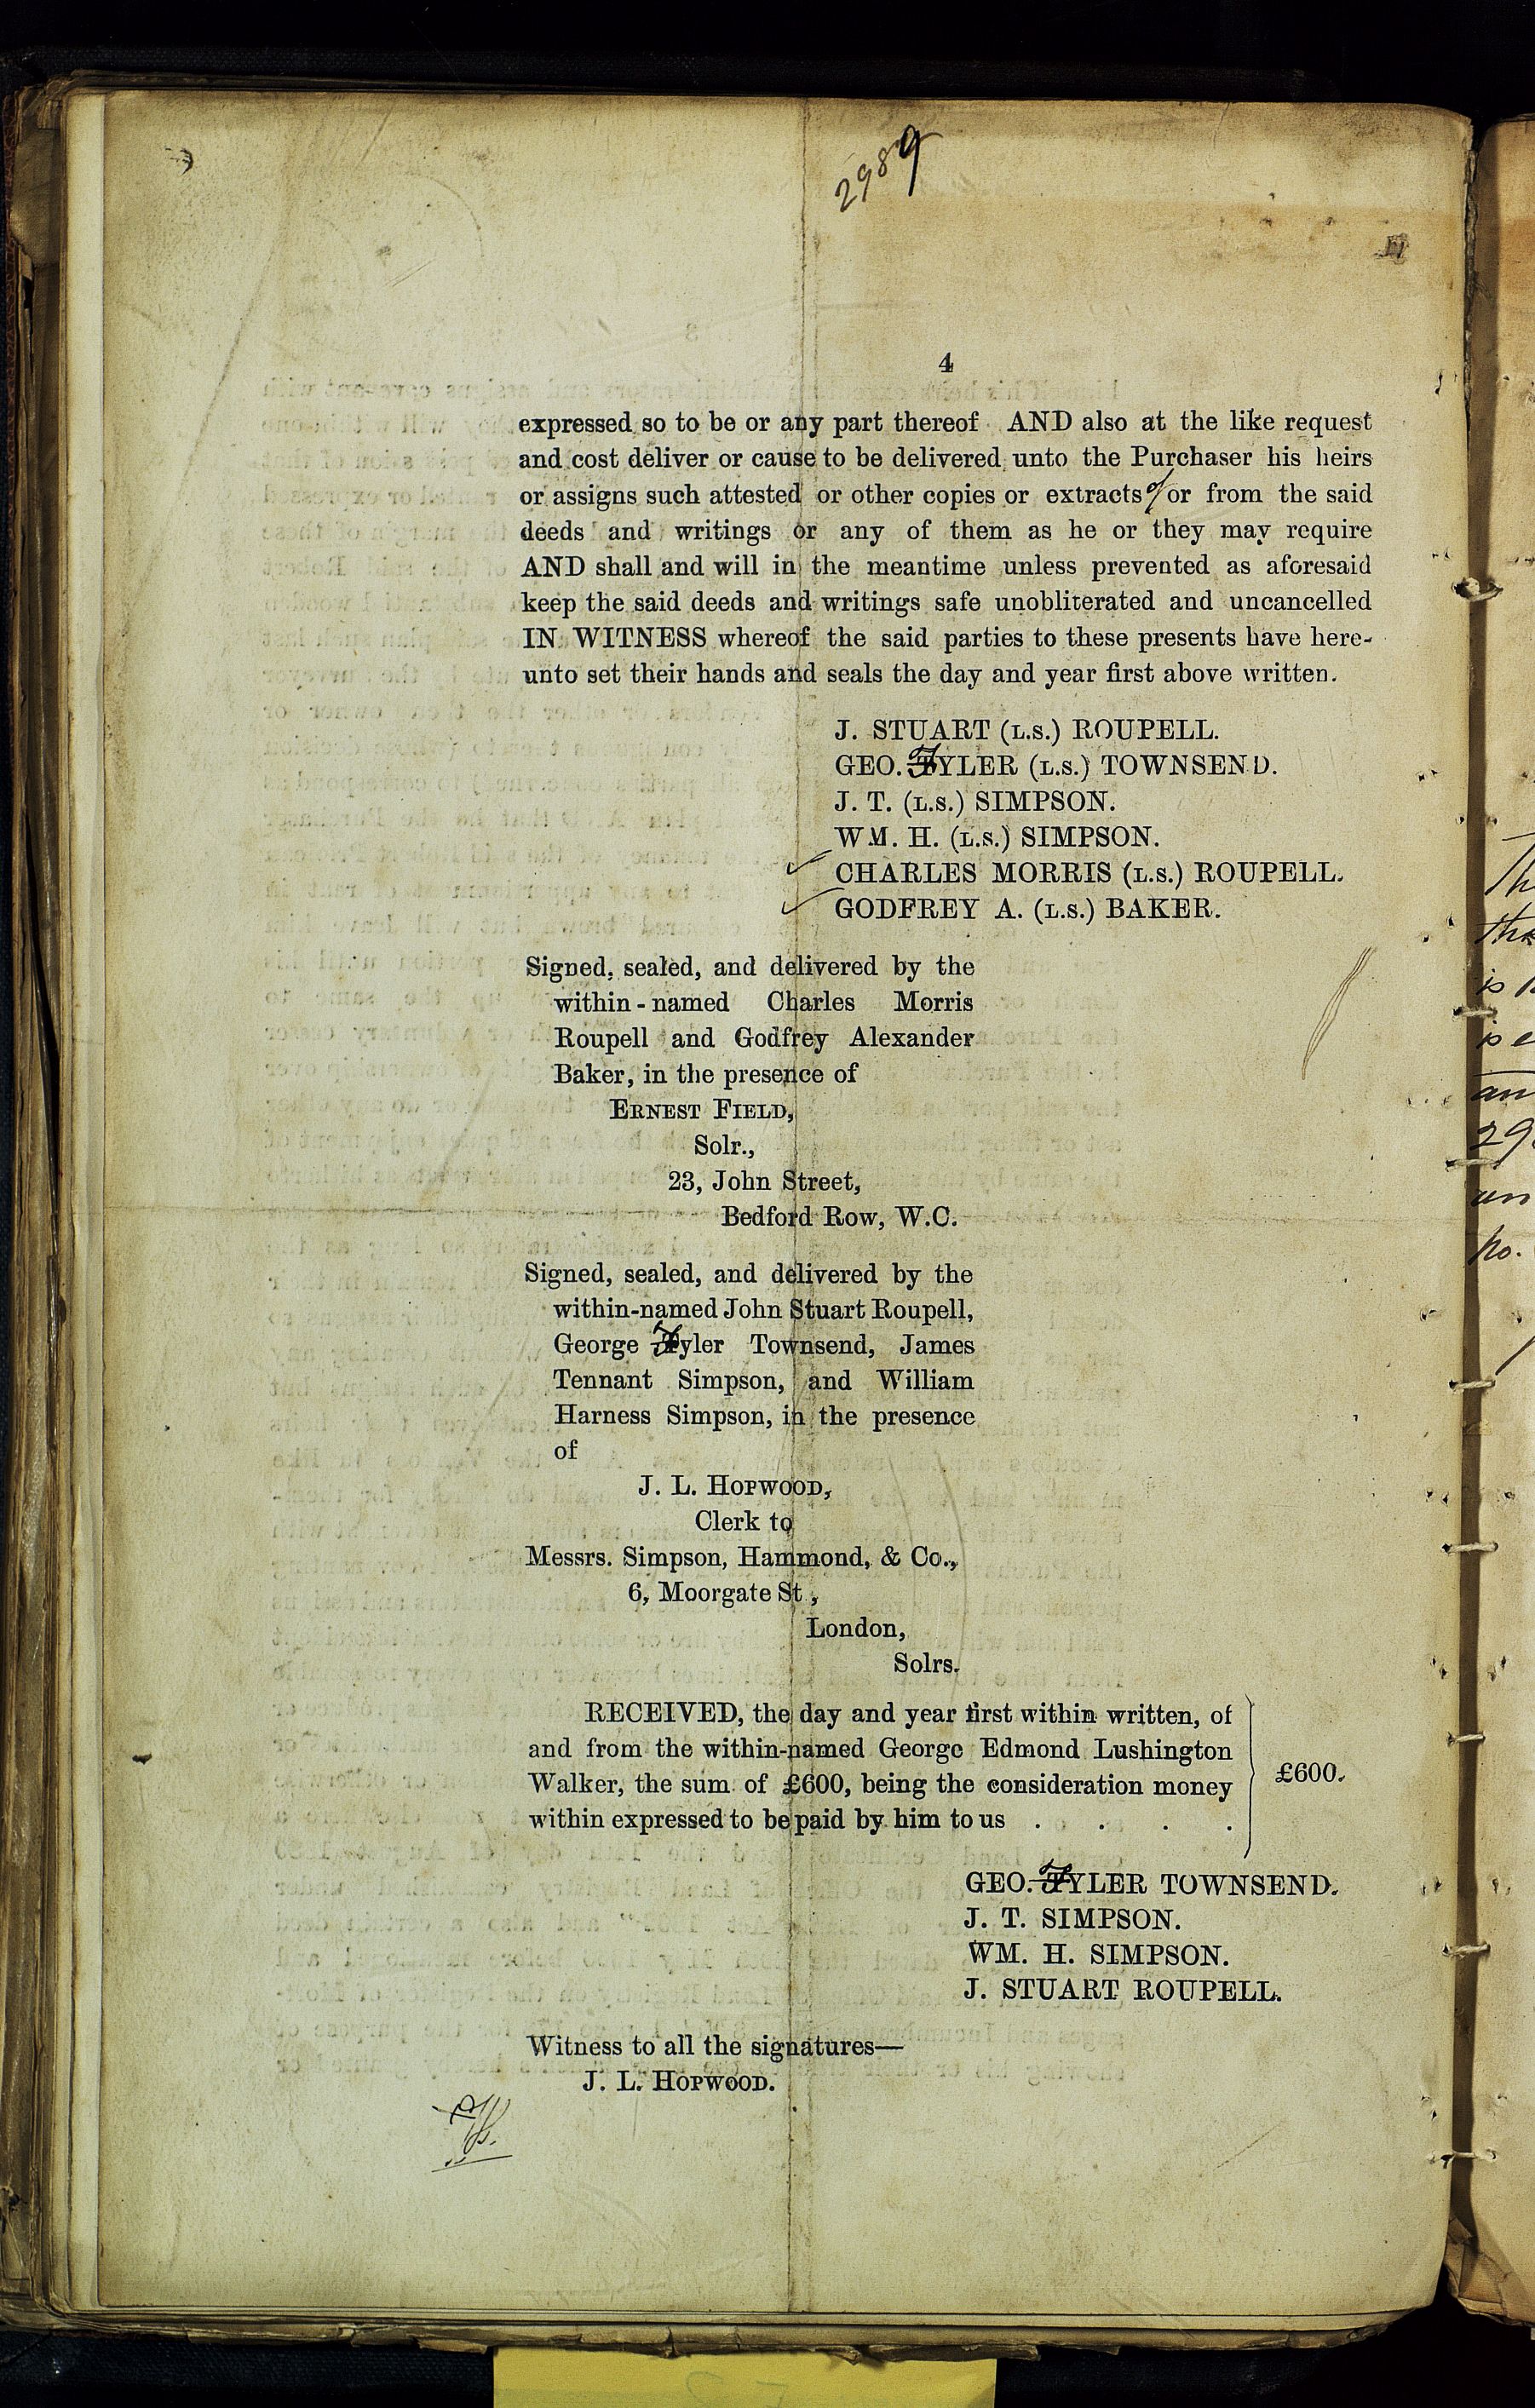 2989
4
expressed so to be or any part thereof AND also at the like request
and cost deliver or cause to be delivered unto the Purchaser his heirs
or assigns such attested or other copies or extracts of or from the said
deeds and writings or any of them as he or they may require
AND shall and will in the meantime unless prevented as aforesaid
keep the said deeds and writings safe unobliterated and uncancelled
IN WITNESS whereof the said parties to these presents have here-
unto set their hands and seals the day and year first above written.
J. STUART (L.S.) ROUPELL.
GEO. FYLER (L.S.) TOWNSEND.
J. T. (L.S.) SIMPSON.
WM. H. (L.S.) SIMPSON.
CHARLES MORRIS (L.S.) ROUPELL.
GODFREY A. (L.S.) BAKER.
Signed, sealed, and delivered by the
within-named Charles Morris
Roupell and Godfrey Alexander
Baker, in the presence of
ERNEST FIELD,
Solr.,
23, John Street,
Bedford Row, W.C.
Signed, sealed, and delivered by the
within-named John Stuart Roupell,
George Fyler Townsend, James
Tennant Simpson, and William
Harness Simpson, in the presence
of
J. L. HOPWOOD,
Clerk to
Messrs. Simpson, Hammond, & Co.,
6, Moorgate St,
London,
Solrs.
RECEIVED, the day and year first within written, of
and from the within-named George Edmond Lushington
Walker, the sum of £600, being the consideration money
within expressed to be paid by him to us . . . .
£600.
GEO. FYLER TOWNSEND.
J. T. SIMPSON.
WM. H. SIMPSON.
J. STUART ROUPELL.
Witness to all the signatures—
J. L. HOPWOOD.